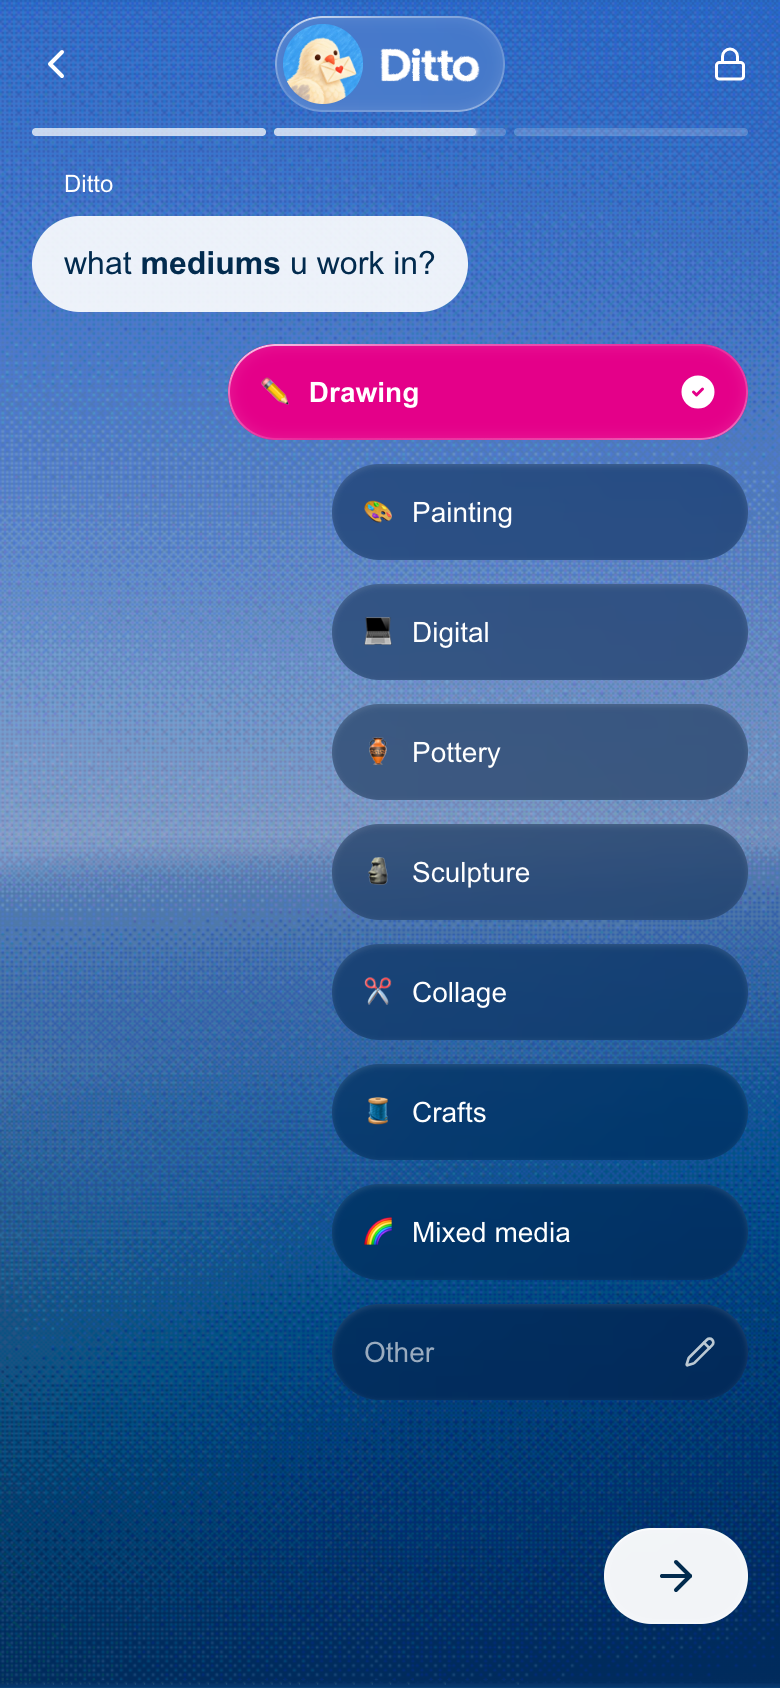 Ditto
Ditto
what mediums u work in?
Drawing
Painting
Digital
Pottery
Sculpture
Collage
Crafts
Mixed media
Other